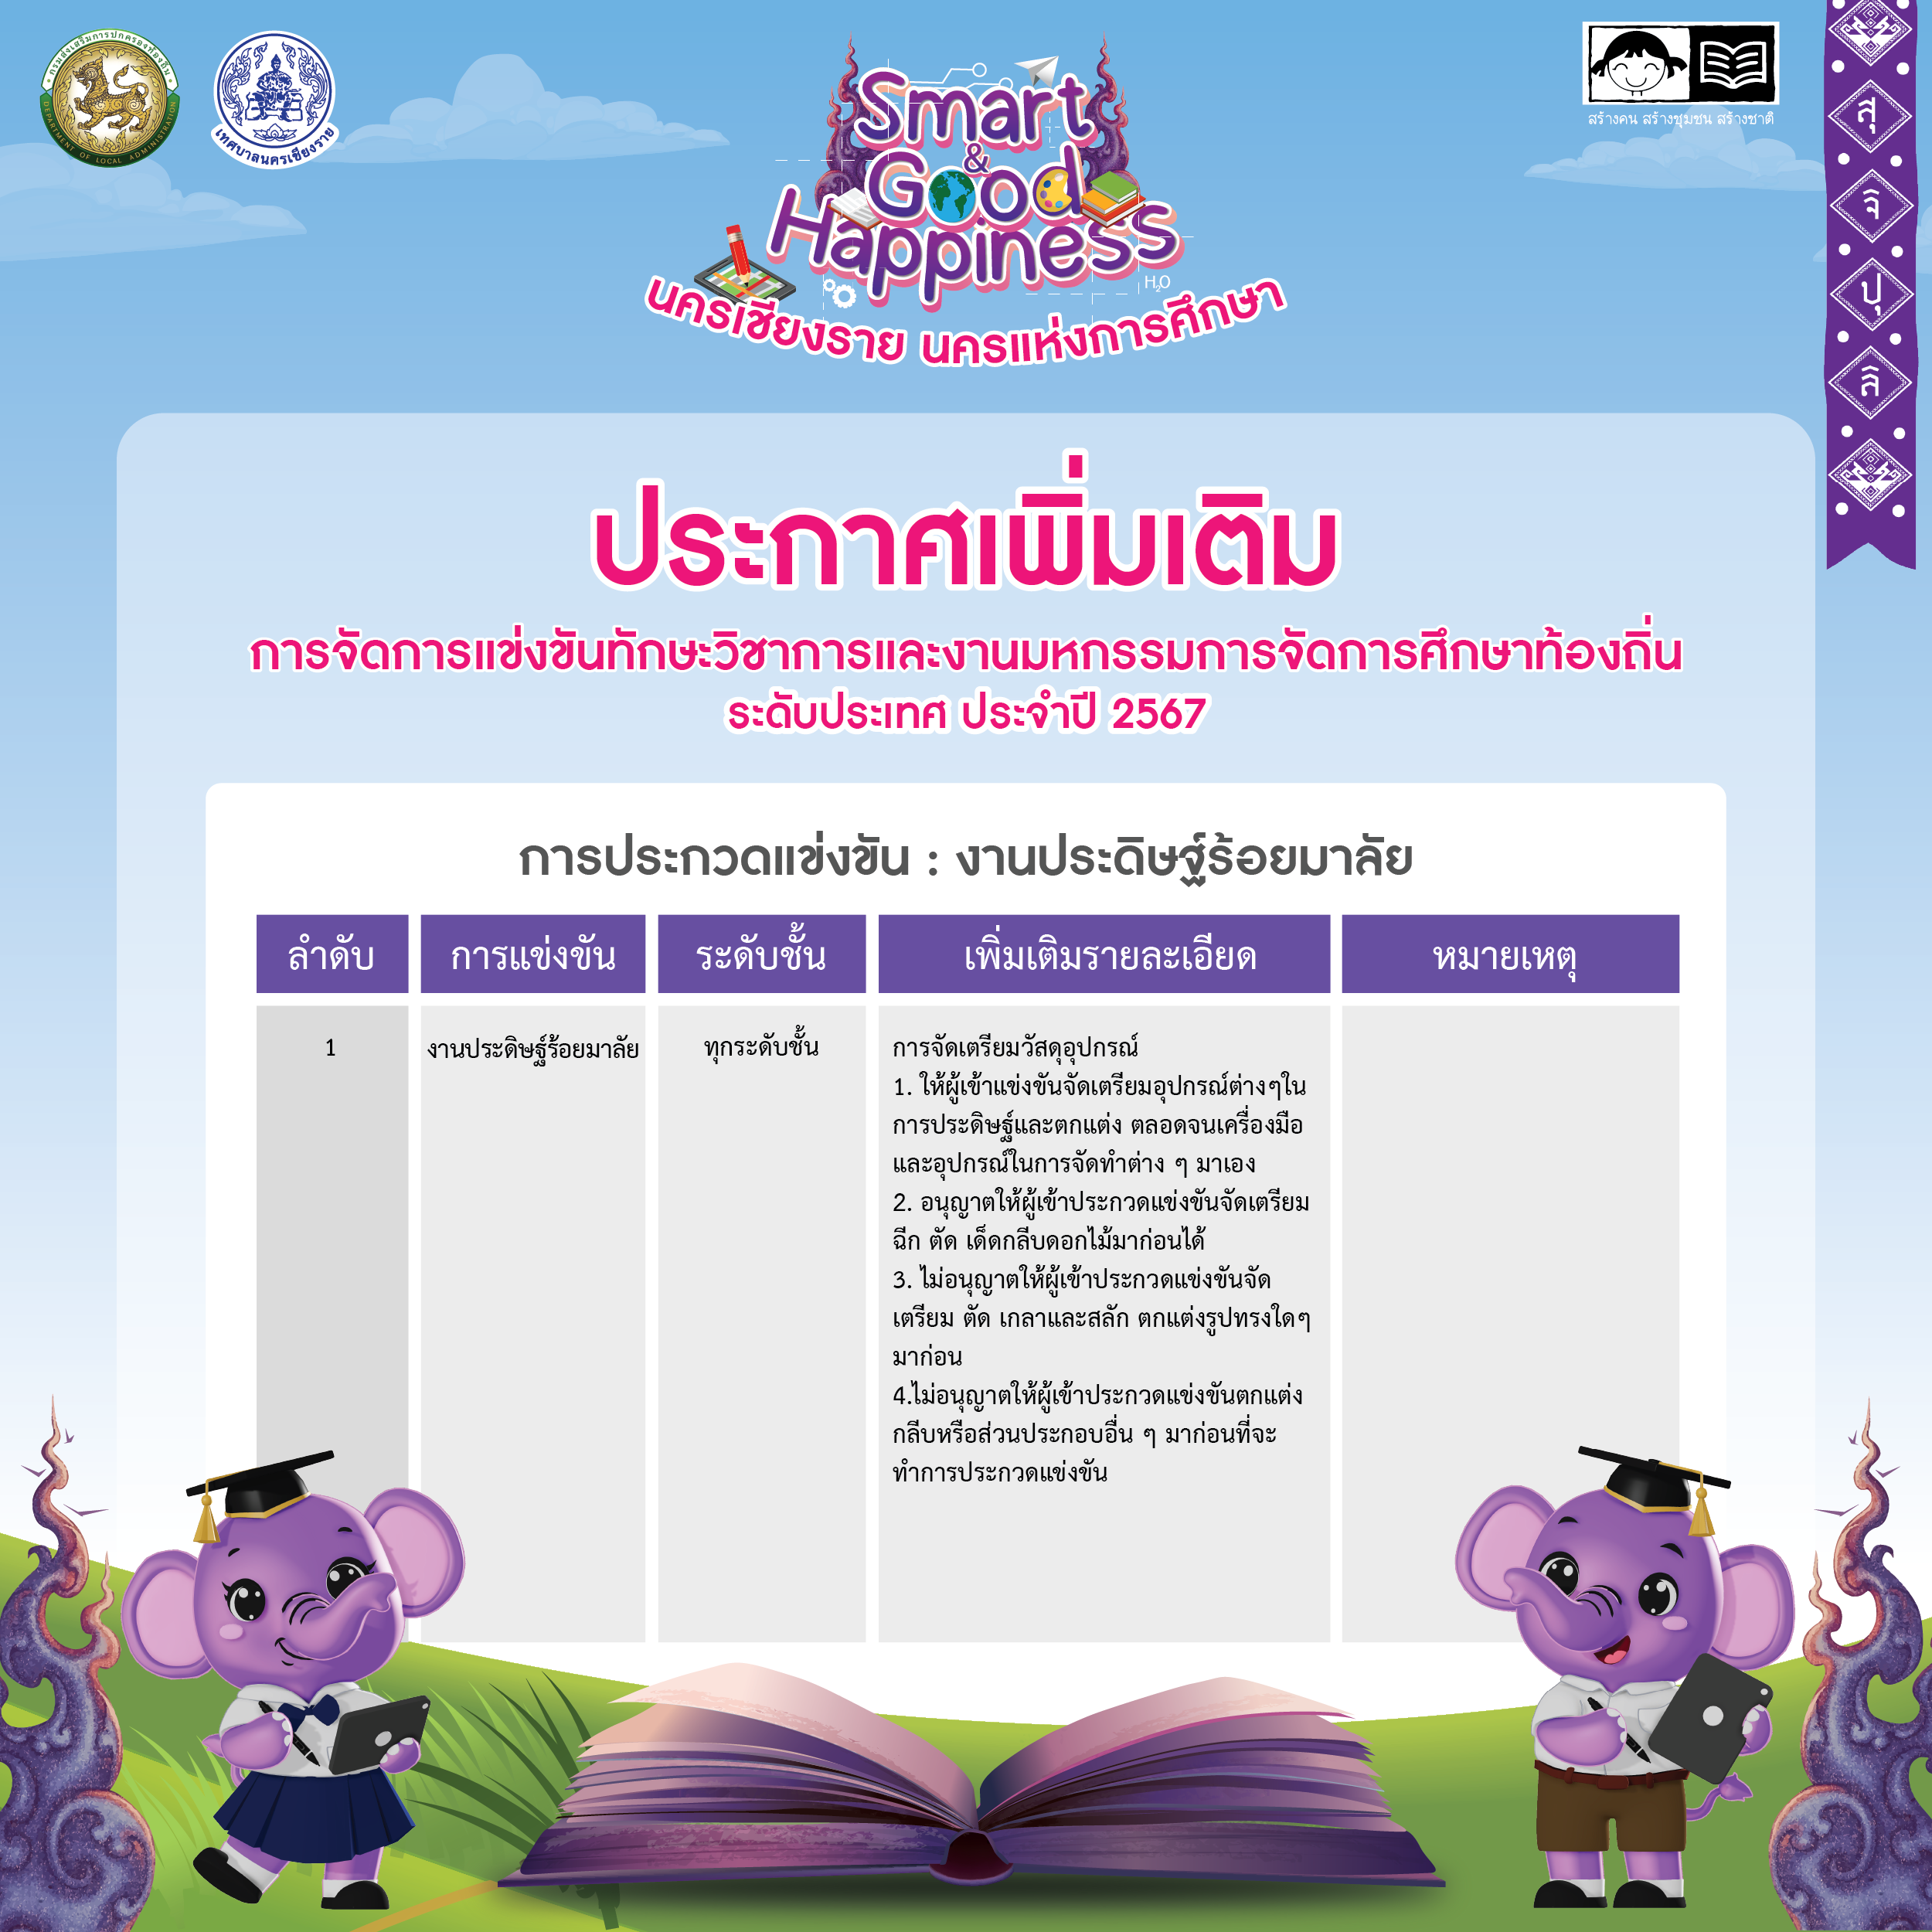 กรมส่งเสริมการปกครองท้องถิ่น
DEPARTMENT OF LOCAL ADMINISTRATION
เทศบาลนครเชียงราย
Smart
&
Good
Happiness
H₂O
นครเชียงราย นครแห่งการศึกษา
สร้างคน สร้างชุมชน สร้างชาติ
สุ
จิ
ปุ
ลิ
ประกาศเพิ่มเติม
การจัดการแข่งขันทักษะวิชาการและงานมหกรรมการจัดการศึกษาท้องถิ่น
ระดับประเทศ ประจำปี 2567
การประกวดแข่งขัน : งานประดิษฐ์ร้อยมาลัย
ลำดับ การแข่งขัน ระดับชั้น เพิ่มเติมรายละเอียด หมายเหตุ
1 งานประดิษฐ์ร้อยมาลัย ทุกระดับชั้น การจัดเตรียมวัสดุอุปกรณ์
1. ให้ผู้เข้าแข่งขันจัดเตรียมอุปกรณ์ต่างๆใน
การประดิษฐ์และตกแต่ง ตลอดจนเครื่องมือ
และอุปกรณ์ในการจัดทำต่าง ๆ มาเอง
2. อนุญาตให้ผู้เข้าประกวดแข่งขันจัดเตรียม
ฉีก ตัด เด็ดกลีบดอกไม้มาก่อนได้
3. ไม่อนุญาตให้ผู้เข้าประกวดแข่งขันจัด
เตรียม ตัด เกลาและสลัก ตกแต่งรูปทรงใดๆ
มาก่อน
4.ไม่อนุญาตให้ผู้เข้าประกวดแข่งขันตกแต่ง
กลีบหรือส่วนประกอบอื่น ๆ มาก่อนที่จะ
ทำการประกวดแข่งขัน